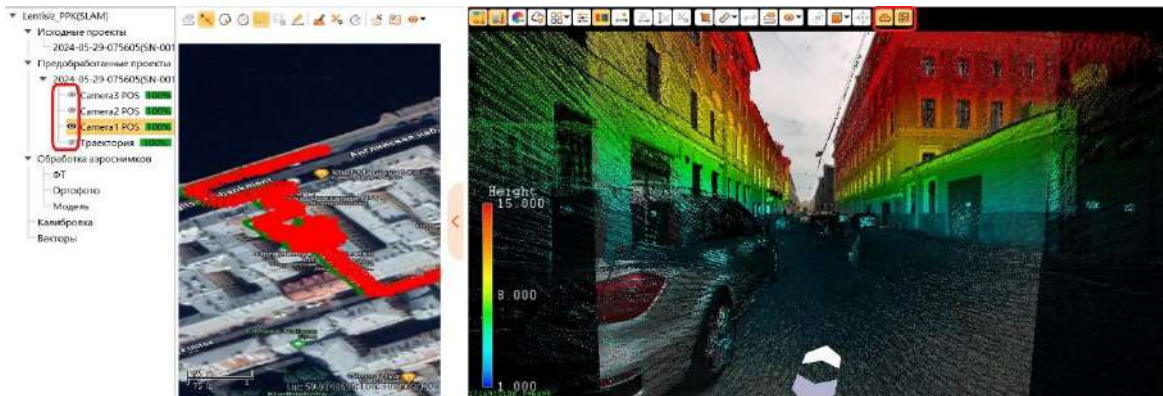 Lentisiz_PPK(SLAM)
Исходные проекты
2024-05-29-075605(SN-001
Предобработанные проекты
2024-05-29-075605(SN-001
Camera3 POS 100%
Camera2 POS 100%
Camera1 POS 100%
Траектория 100%
Обработка аэроснимков
ФТ
Ортофото
Модель
Калибровка
Векторы
Английская наб.
Height
15.000
8.000
1.000